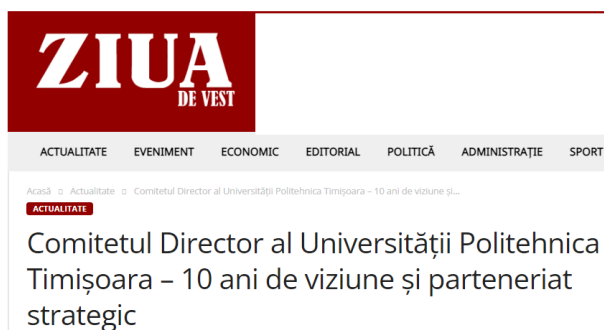 ZIUA
DE VEST
ACTUALITATE EVENIMENT ECONOMIC EDITORIAL POLITICĂ ADMINISTRAȚIE SPORT
Acasă Actualitate Comitetul Director al Universității Politehnica Timișoara – 10 ani de viziune și...
ACTUALITATE
Comitetul Director al Universității Politehnica
Timișoara – 10 ani de viziune și parteneriat
strategic